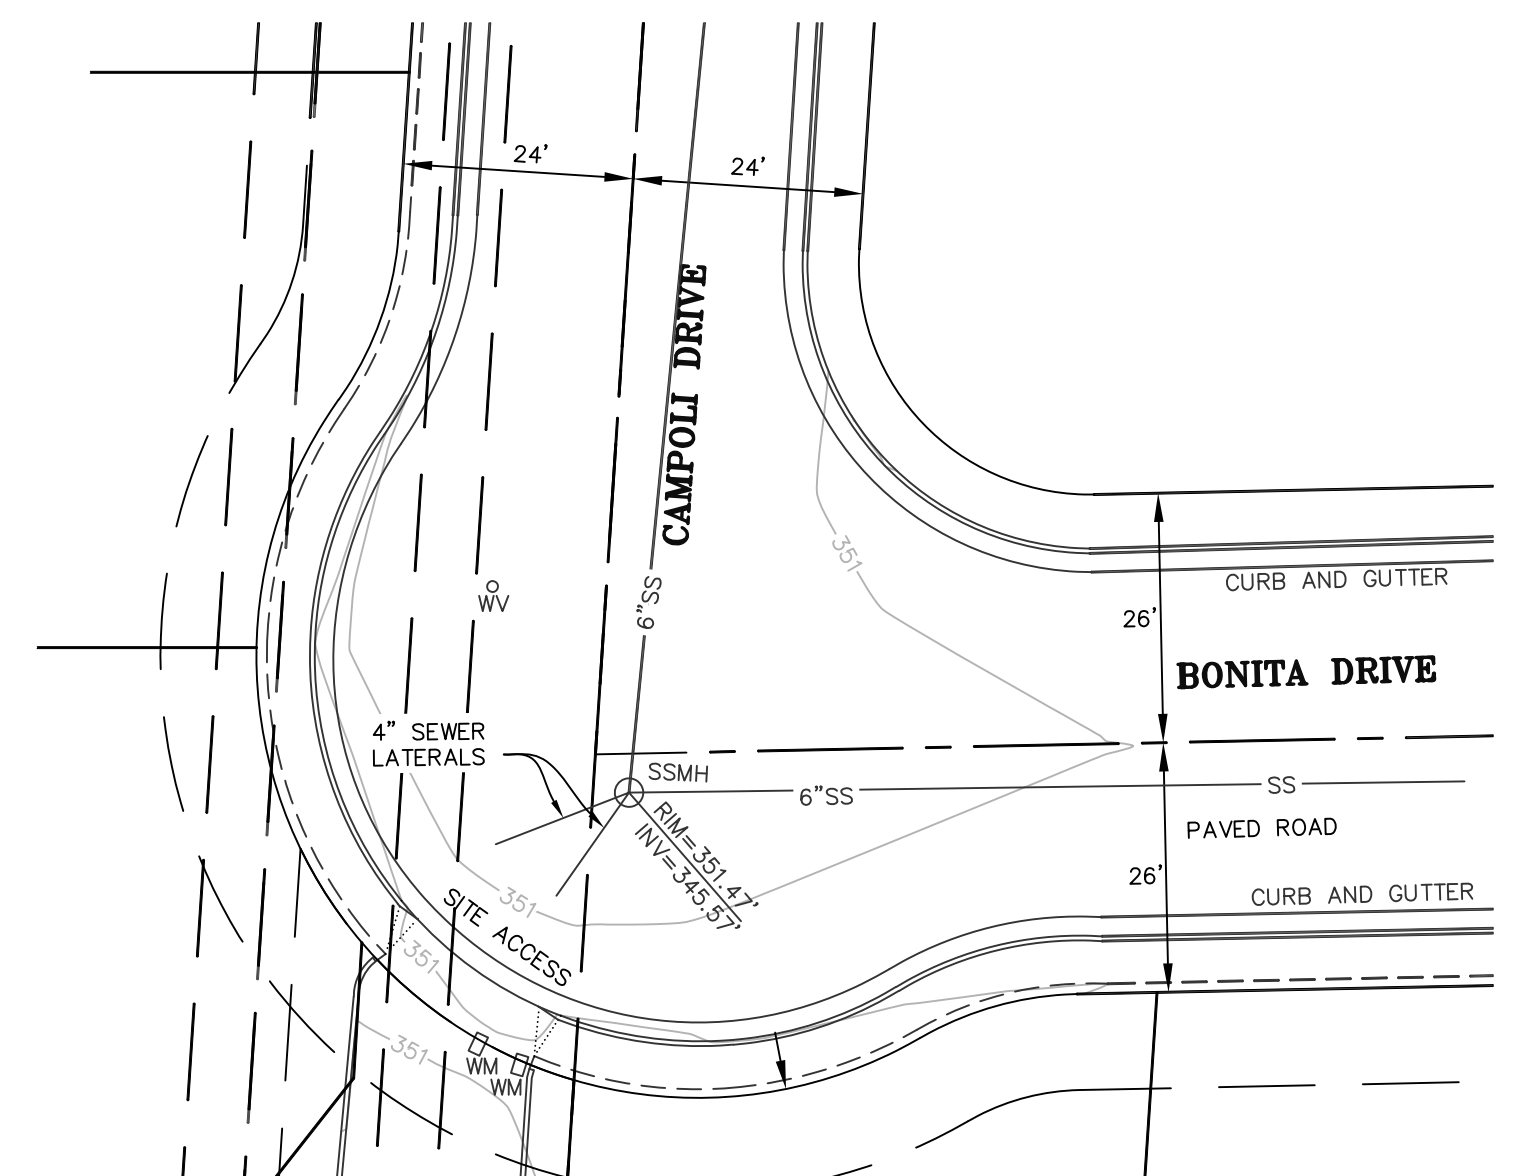 24'
24'
CAMPOLI DRIVE
351
CURB AND GUTTER
WV
6"SS
26'
BONITA DRIVE
4" SEWER
LATERALS
SSMH
6"SS
SS
RIM=351.47'
INV=345.57'
PAVED ROAD
26'
CURB AND GUTTER
351
SITE ACCESS
351
351
WM
WM